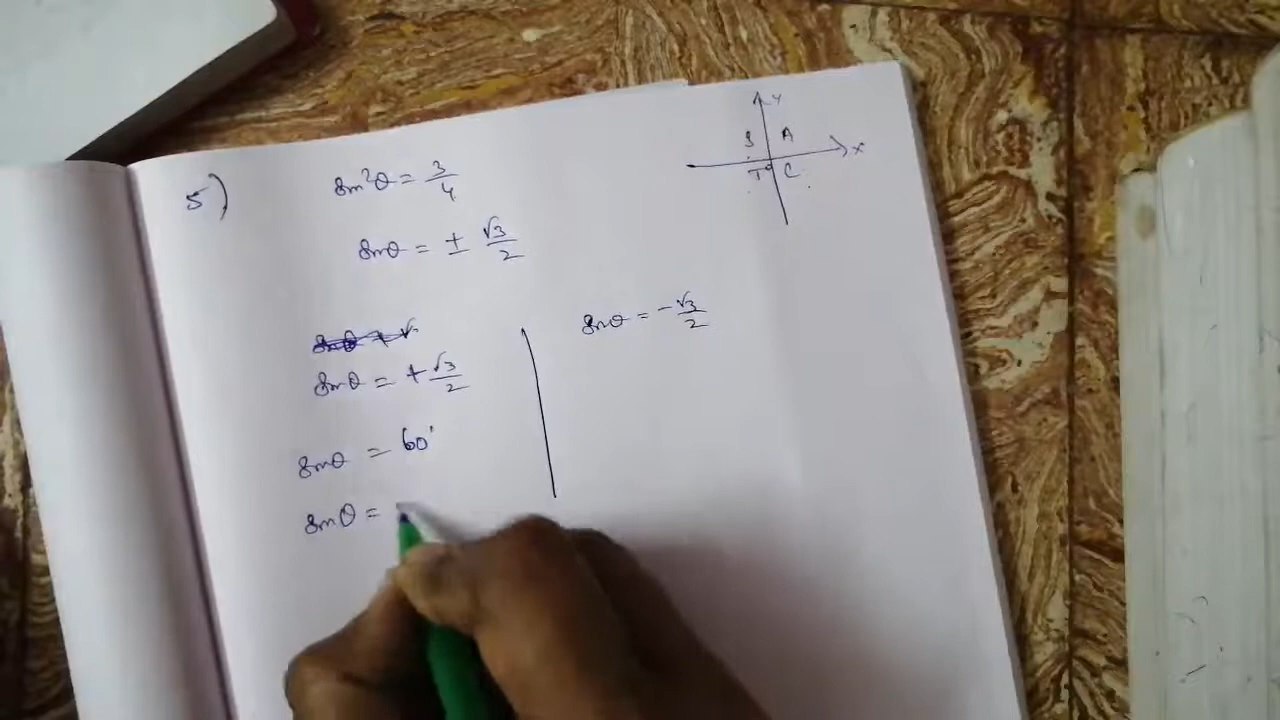 5) sin²θ = 3/4
sinθ = ± √3/2
sinθ = +√3/2
sinθ = 60°
sinθ =
sinθ = -√3/2
Y
S A
X
T C